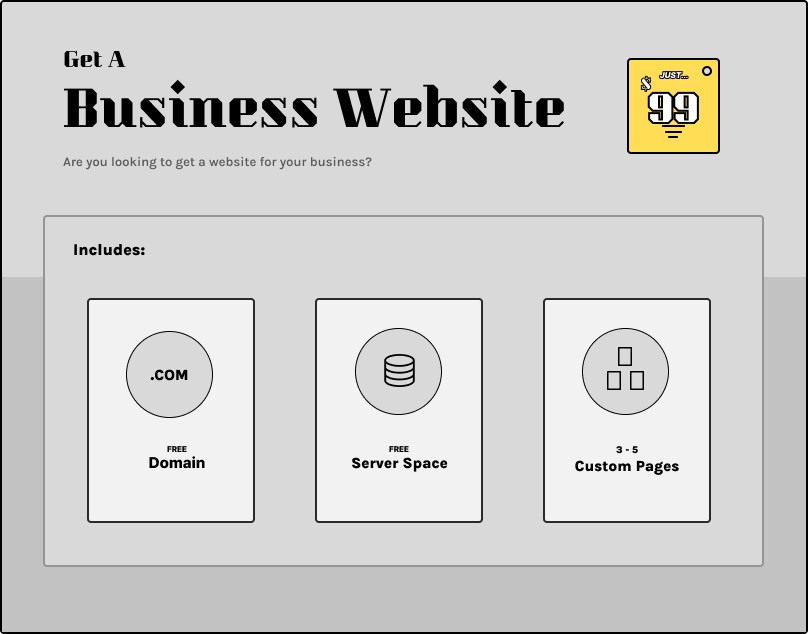 Get A
Business Website
Are you looking to get a website for your business?
JUST...
$
99
Includes:
.COM
FREE
Domain
FREE
Server Space
3 - 5
Custom Pages